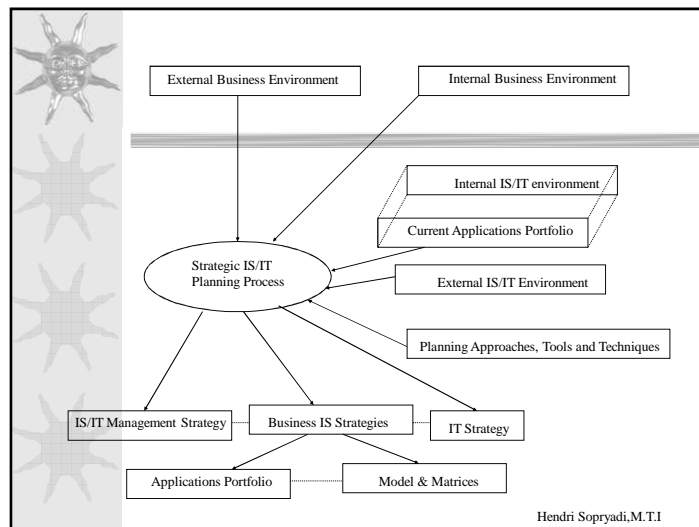 External Business Environment
Internal Business Environment
Internal IS/IT environment
Current Applications Portfolio
Strategic IS/IT
Planning Process
External IS/IT Environment
Planning Approaches, Tools and Techniques
IS/IT Management Strategy
Business IS Strategies
IT Strategy
Applications Portfolio
Model & Matrices
Hendri Sopryadi,M.T.I